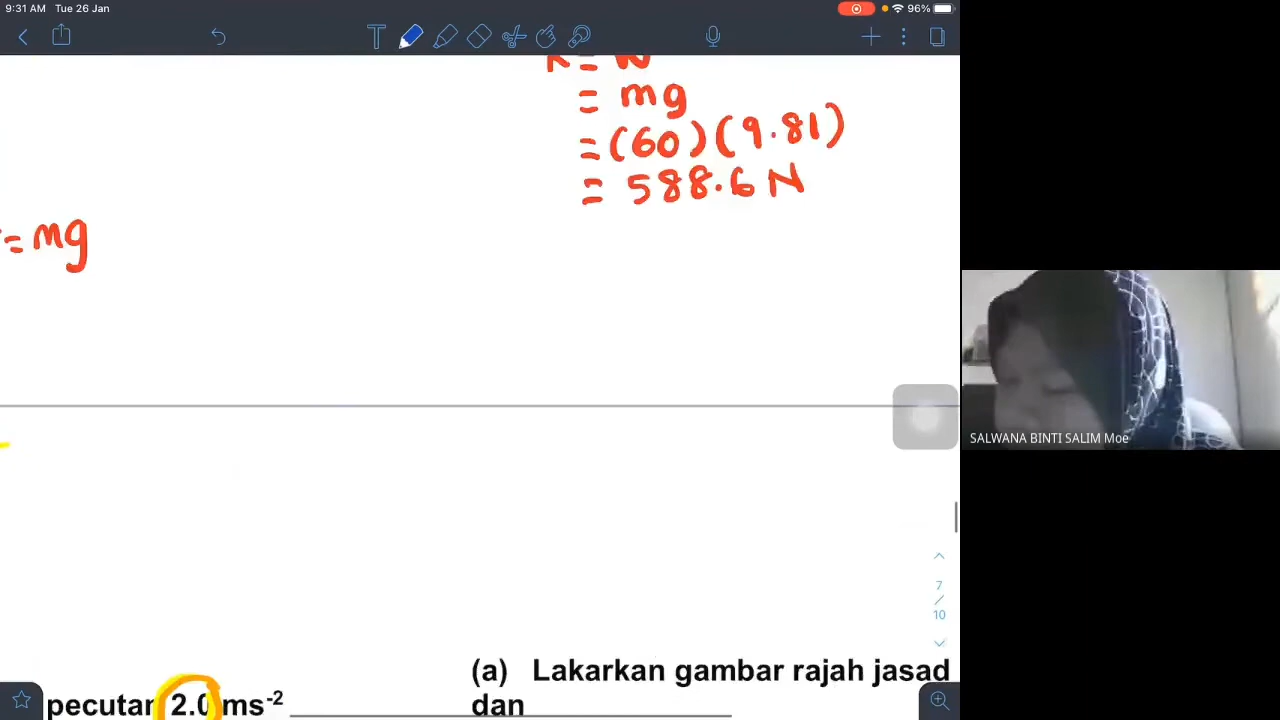 9:31 AM Tue 26 Jan
96%
= mg
= (60)(9.81)
= 588.6 N
= mg
SALWANA BINTI SALIM Moe
7
/
10
(a) Lakarkan gambar rajah jasad
pecutan 2.0 ms-2
dan